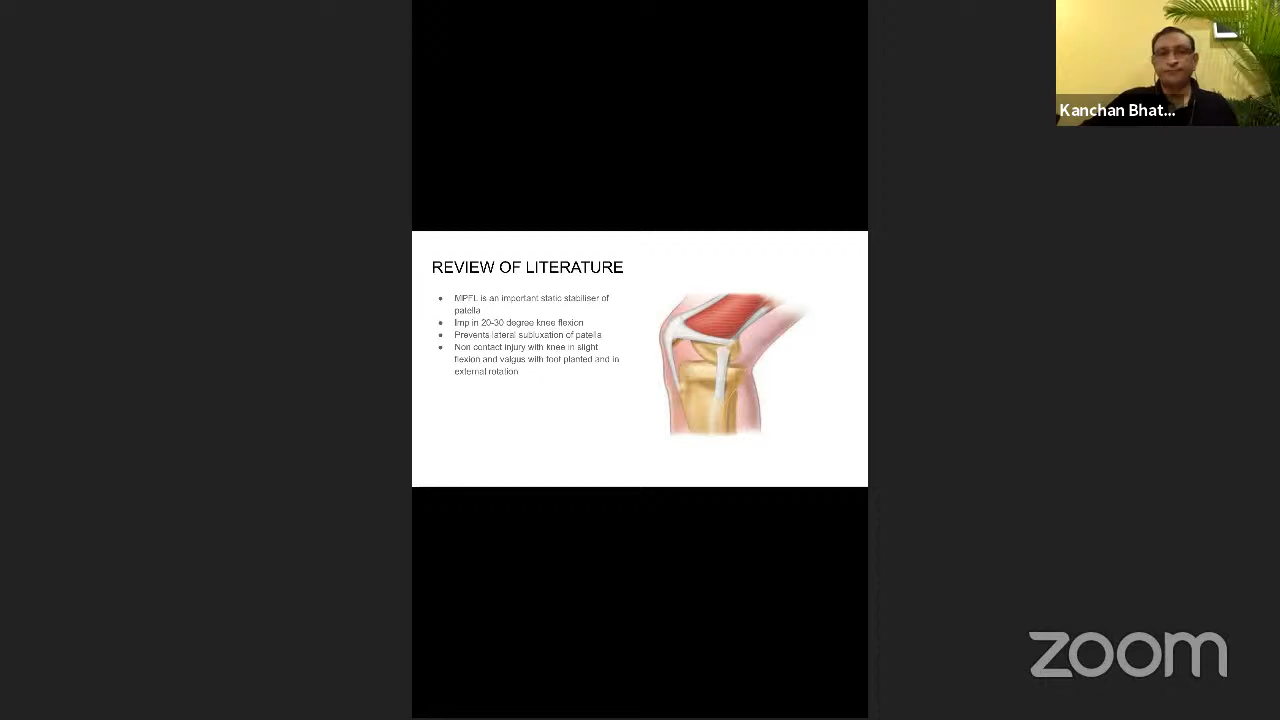 Kanchan Bhat...
REVIEW OF LITERATURE
● MPFL is an important static stabiliser of
patella
● Imp in 20-30 degree knee flexion
● Prevents lateral subluxation of patella
● Non contact injury with knee in slight
flexion and valgus with foot planted and in
external rotation
zoom